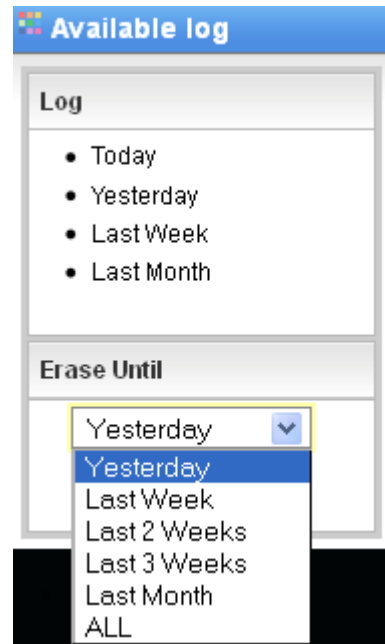 Available log
Log
Today
Yesterday
Last Week
Last Month
Erase Until
Yesterday
Yesterday
Last Week
Last 2 Weeks
Last 3 Weeks
Last Month
ALL